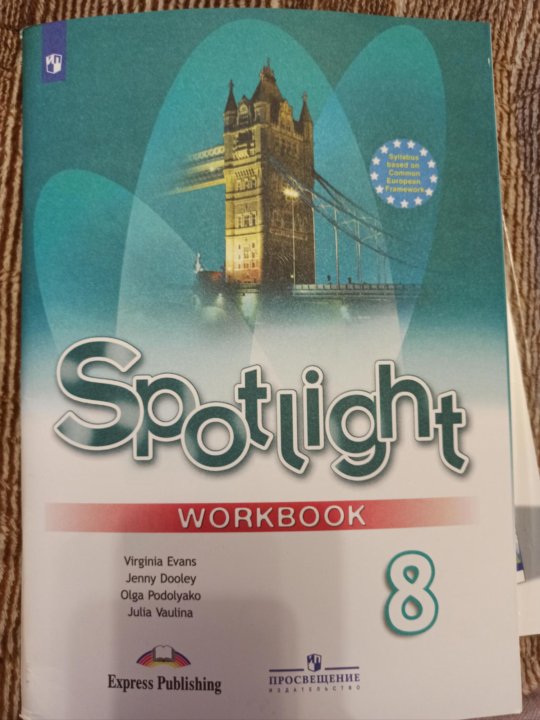 Syllabus
based on
Common
European
Framework
Spotlight
WORKBOOK
Virginia Evans
Jenny Dooley
Olga Podolyako
Julia Vaulina
8
Express Publishing
ПРОСВЕЩЕНИЕ
ИЗДАТЕЛЬСТВО